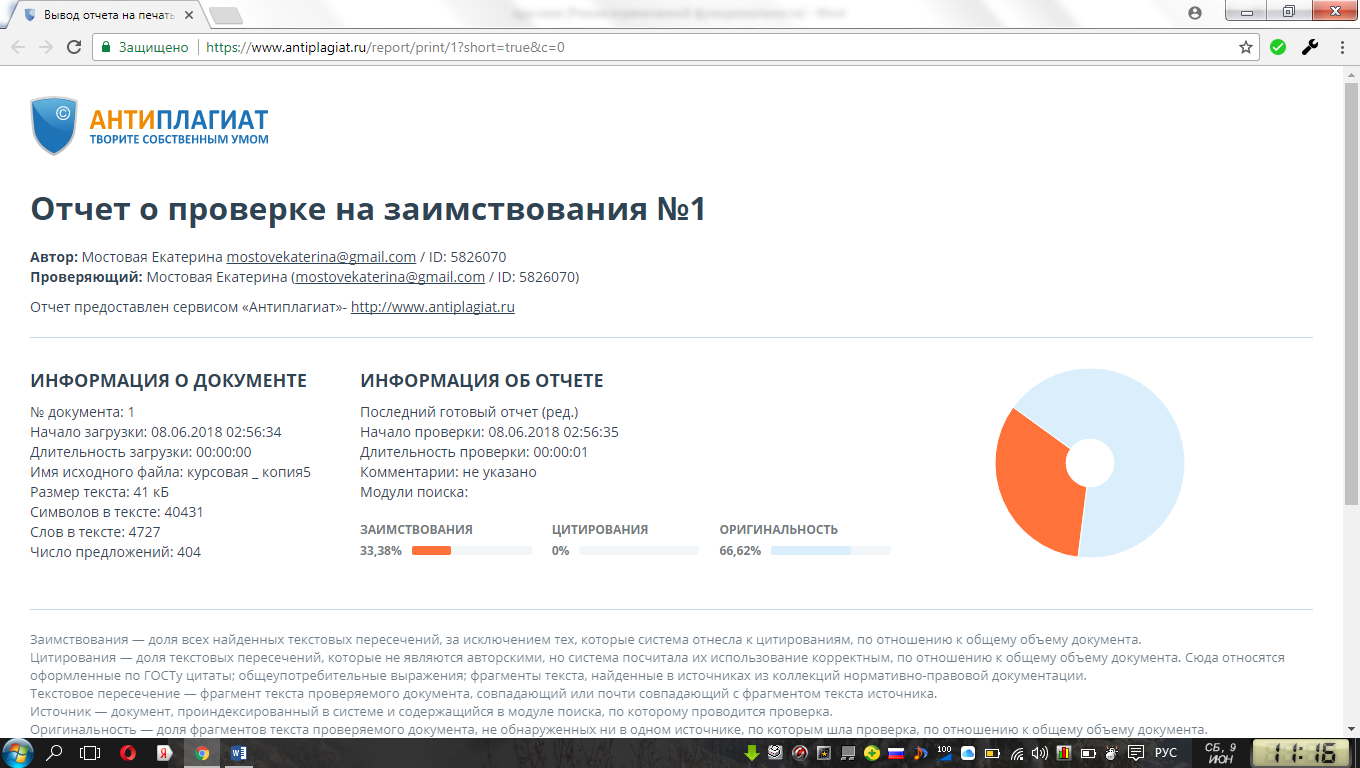 Вывод отчета на печать
Защищено
https://www.antiplagiat.ru/report/print/1?short=true&c=0
©
АНТИПЛАГИАТ
ТВОРИТЕ СОБСТВЕННЫМ УМОМ
Отчет о проверке на заимствования №1
Автор: Мостовая Екатерина mostovekaterina@gmail.com / ID: 5826070
Проверяющий: Мостовая Екатерина (mostovekaterina@gmail.com / ID: 5826070)
Отчет предоставлен сервисом «Антиплагиат»- http://www.antiplagiat.ru
ИНФОРМАЦИЯ О ДОКУМЕНТЕ
№ документа: 1
Начало загрузки: 08.06.2018 02:56:34
Длительность загрузки: 00:00:00
Имя исходного файла: курсовая _ копия5
Размер текста: 41 кБ
Cимволов в тексте: 40431
Слов в тексте: 4727
Число предложений: 404
ИНФОРМАЦИЯ ОБ ОТЧЕТЕ
Последний готовый отчет (ред.)
Начало проверки: 08.06.2018 02:56:35
Длительность проверки: 00:00:01
Комментарии: не указано
Модули поиска:
ЗАИМСТВОВАНИЯ
33,38%
ЦИТИРОВАНИЯ
0%
ОРИГИНАЛЬНОСТЬ
66,62%
Заимствования — доля всех найденных текстовых пересечений, за исключением тех, которые система отнесла к цитированиям, по отношению к общему объему документа.
Цитирования — доля текстовых пересечений, которые не являются авторскими, но система посчитала их использование корректным, по отношению к общему объему документа. Сюда относятся
оформленные по ГОСТу цитаты; общеупотребительные выражения; фрагменты текста, найденные в источниках из коллекций нормативно-правовой документации.
Текстовое пересечение — фрагмент текста проверяемого документа, совпадающий или почти совпадающий с фрагментом текста источника.
Источник — документ, проиндексированный в системе и содержащийся в модуле поиска, по которому проводится проверка.
Оригинальность — доля фрагментов текста проверяемого документа, не обнаруженных ни в одном источнике, по которым шла проверка, по отношению к общему объему документа.
100
РУС
СБ, 9
ИЮН
11:16